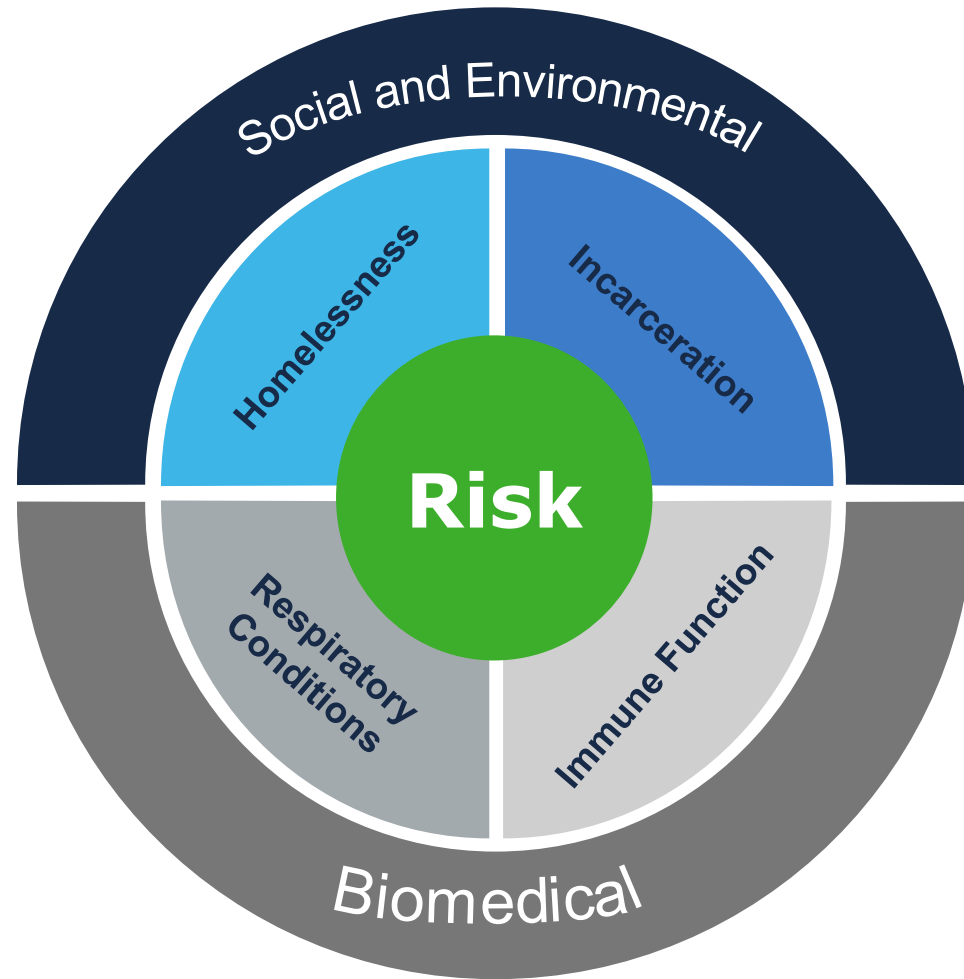 Social and Environmental
Homelessness
Incarceration
Risk
Respiratory
Conditions
Immune Function
Biomedical